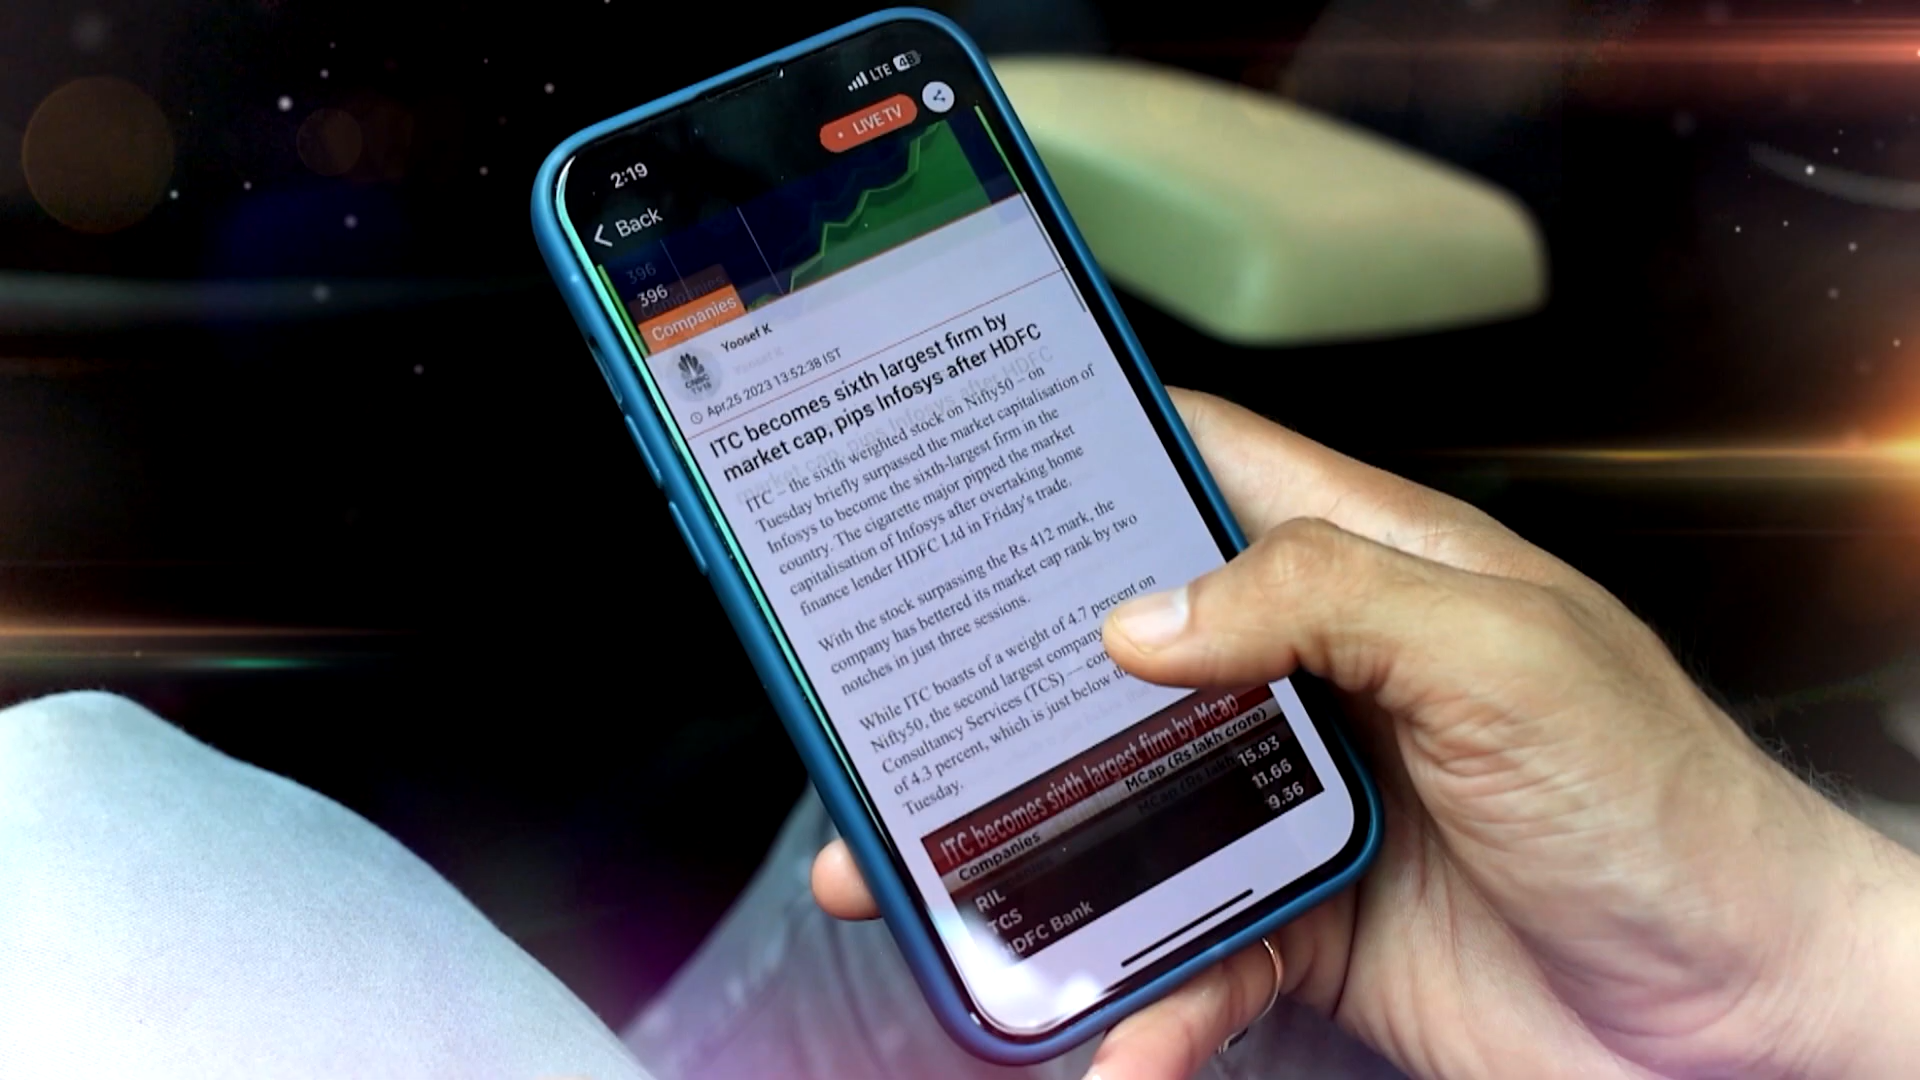 2:19
LTE 48
LIVE TV
Back
396
396
Companies
Yoosef K
CNBC
TV18
Apr,25 2023 13:52:38 IST
ITC becomes sixth largest firm by
market cap, pips Infosys after HDFC
ITC – the sixth weighted stock on Nifty50 – on
Tuesday briefly surpassed the market capitalisation of
Infosys to become the sixth-largest firm in the
country. The cigarette major pipped the market
capitalisation of Infosys after overtaking home
finance lender HDFC Ltd in Friday's trade.
With the stock surpassing the Rs 412 mark, the
company has bettered its market cap rank by two
notches in just three sessions.
While ITC boasts of a weight of 4.7 percent on
Nifty50, the second largest company
Consultancy Services (TCS) —
of 4.3 percent, which is just below
Tuesday.
ITC becomes sixth largest firm by Mcap
Companies MCap (Rs lakh crore)
RIL 15.93
TCS 11.66
HDFC Bank 9.36